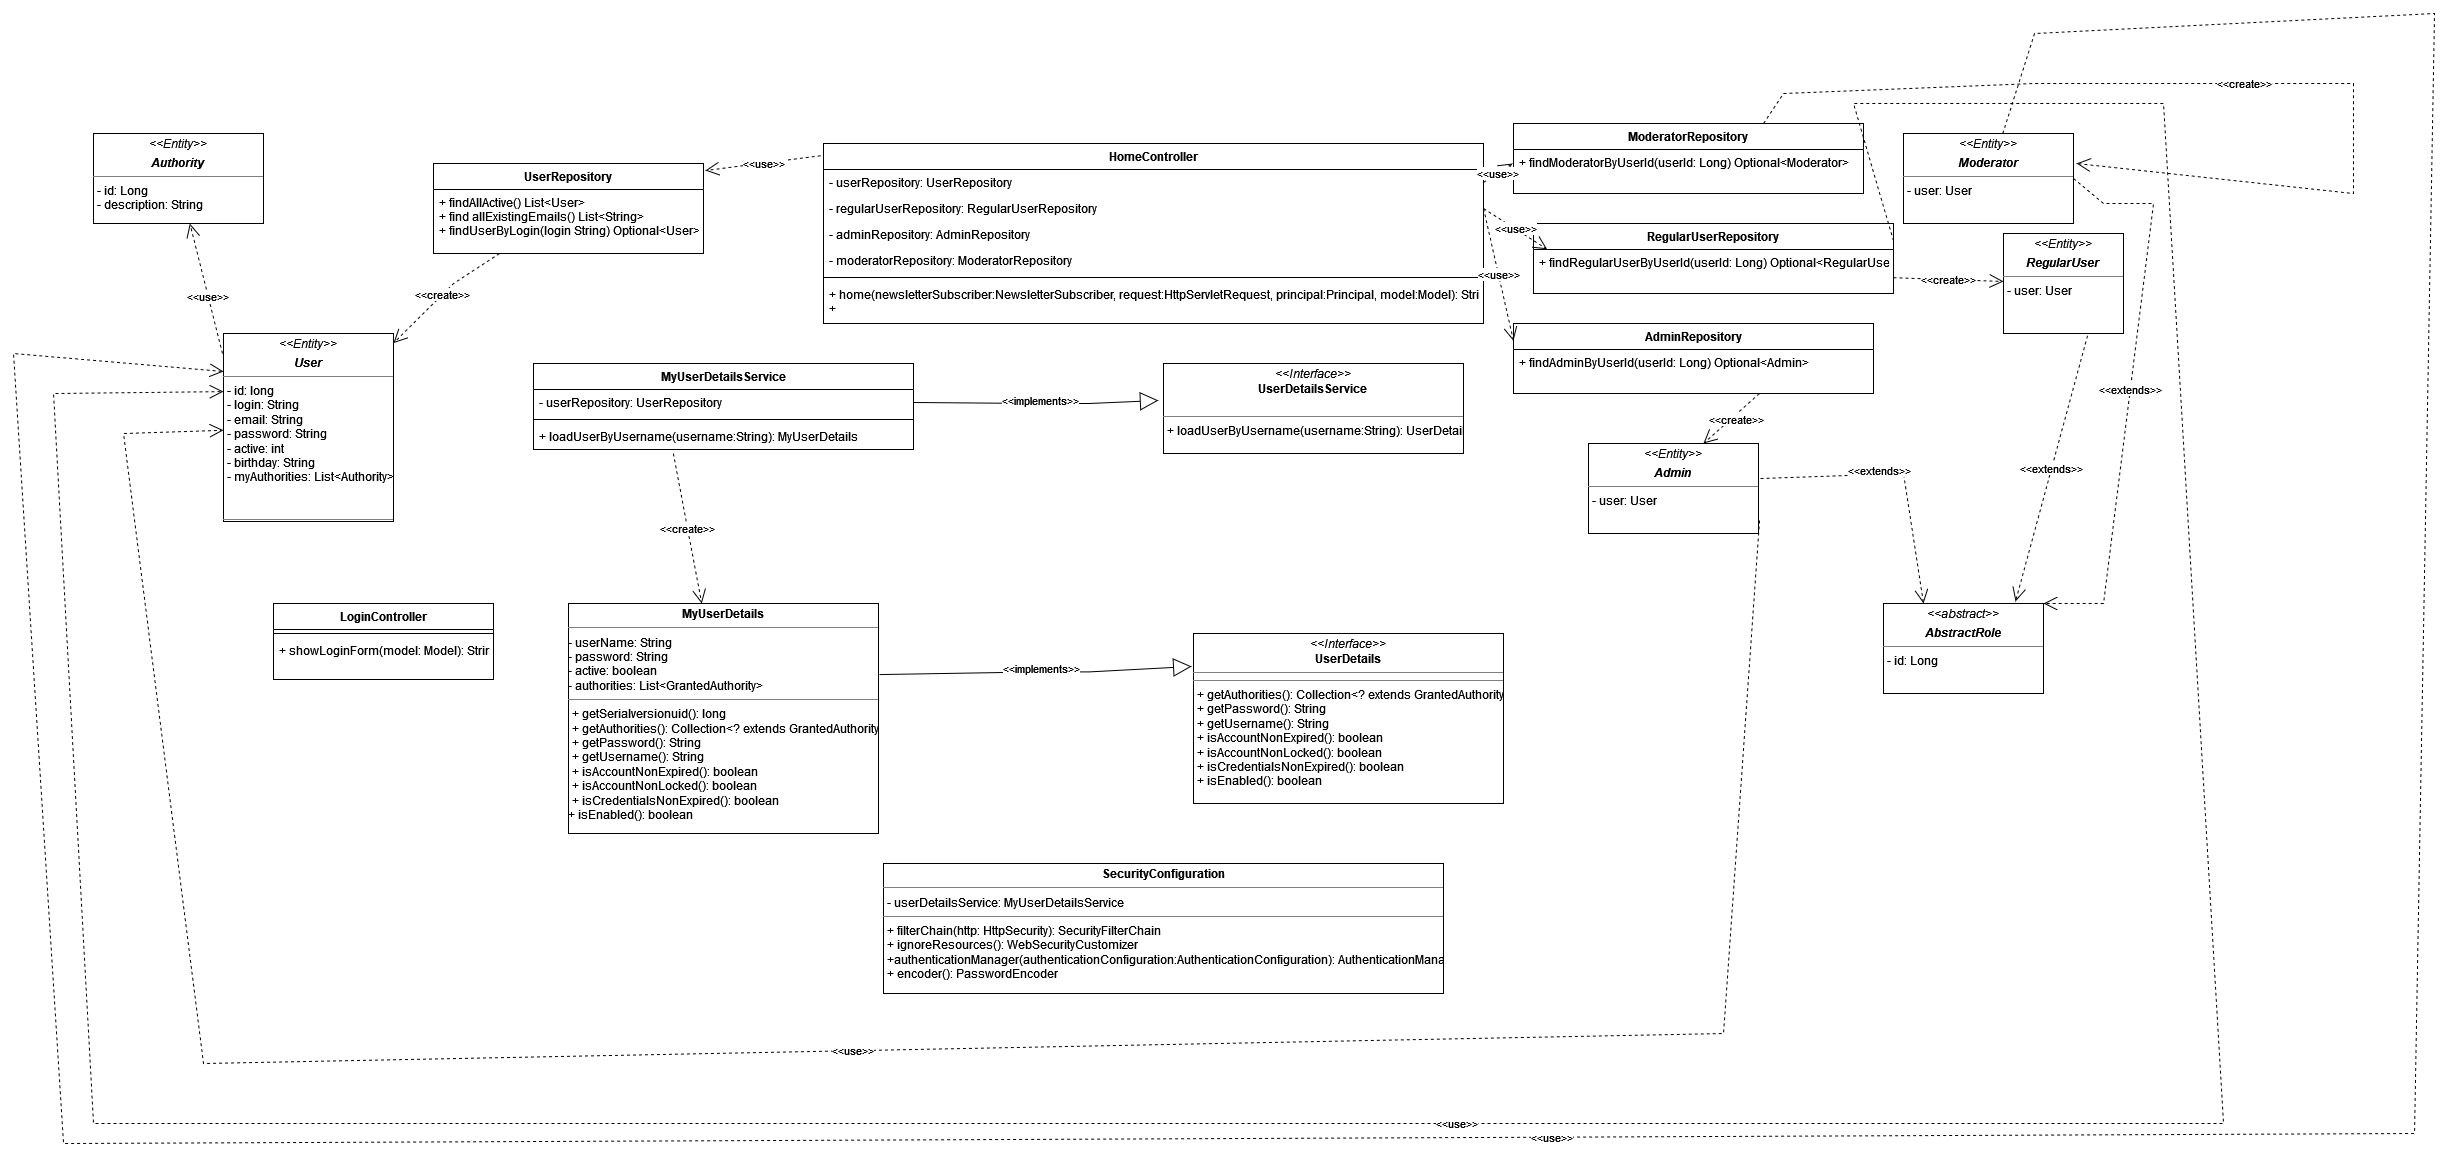 <<create>>
<<Entity>>
Authority
- id: Long
- description: String
<<use>>
UserRepository
+ findAllActive() List<User>
+ find allExistingEmails() List<String>
+ findUserByLogin(login String) Optional<User>
<<use>>
<<create>>
HomeController
- userRepository: UserRepository
- regularUserRepository: RegularUserRepository
- adminRepository: AdminRepository
- moderatorRepository: ModeratorRepository
+ home(newsletterSubscriber:NewsletterSubscriber, request:HttpServletRequest, principal:Principal, model:Model): Stri
+
<<use>>
<<use>>
<<use>>
ModeratorRepository
+ findModeratorByUserId(userId: Long) Optional<Moderator>
<<Entity>>
Moderator
- user: User
RegularUserRepository
+ findRegularUserByUserId(userId: Long) Optional<RegularUse
<<create>>
<<Entity>>
RegularUser
- user: User
<<Entity>>
User
- id: long
- login: String
- email: String
- password: String
- active: int
- birthday: String
- myAuthorities: List<Authority>
MyUserDetailsService
- userRepository: UserRepository
+ loadUserByUsername(username:String): MyUserDetails
<<implements>>
<<Interface>>
UserDetailsService
+ loadUserByUsername(username:String): UserDetai
AdminRepository
+ findAdminByUserId(userId: Long) Optional<Admin>
<<create>>
<<extends>>
<<Entity>>
Admin
- user: User
<<extends>>
<<extends>>
<<create>>
LoginController
+ showLoginForm(model: Model): Strir
MyUserDetails
- userName: String
- password: String
- active: boolean
- authorities: List<GrantedAuthority>
+ getSerialversionuid(): long
+ getAuthorities(): Collection<? extends GrantedAuthority
+ getPassword(): String
+ getUsername(): String
+ isAccountNonExpired(): boolean
+ isAccountNonLocked(): boolean
+ isCredentialsNonExpired(): boolean
+ isEnabled(): boolean
<<implements>>
<<Interface>>
UserDetails
+ getAuthorities(): Collection<? extends GrantedAuthority
+ getPassword(): String
+ getUsername(): String
+ isAccountNonExpired(): boolean
+ isAccountNonLocked(): boolean
+ isCredentialsNonExpired(): boolean
+ isEnabled(): boolean
<<abstract>>
AbstractRole
- id: Long
SecurityConfiguration
- userDetailsService: MyUserDetailsService
+ filterChain(http: HttpSecurity): SecurityFilterChain
+ ignoreResources(): WebSecurityCustomizer
+authenticationManager(authenticationConfiguration:AuthenticationConfiguration): AuthenticationMana
+ encoder(): PasswordEncoder
<<use>>
<<use>>
<<use>>